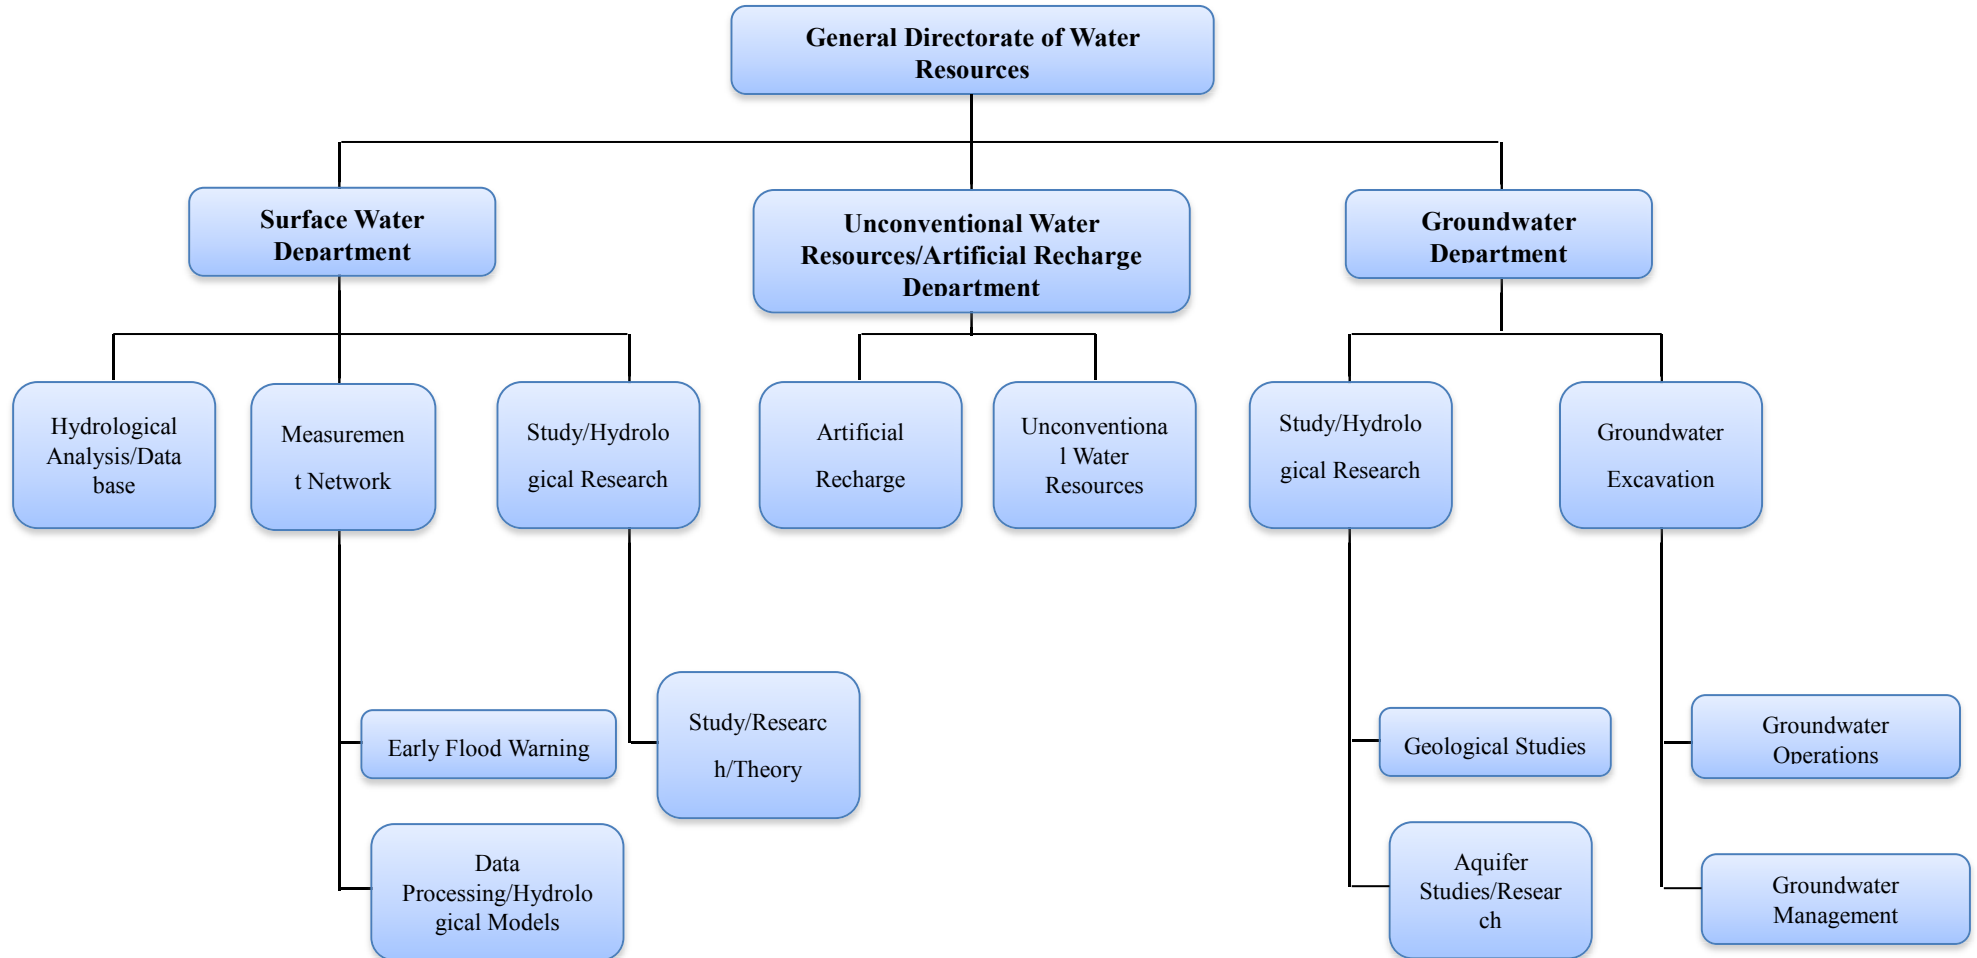 General Directorate of Water
Resources
Surface Water
Department
Unconventional Water
Resources/Artificial Recharge
Department
Groundwater
Department
Hydrological
Analysis/Data
base
Measuremen
t Network
Study/Hydrolo
gical Research
Artificial
Recharge
Unconventiona
l Water
Resources
Study/Hydrolo
gical Research
Groundwater
Excavation
Early Flood Warning
Study/Researc
h/Theory
Geological Studies
Groundwater
Operations
Data
Processing/Hydrolo
gical Models
Aquifer
Studies/Resear
ch
Groundwater
Management